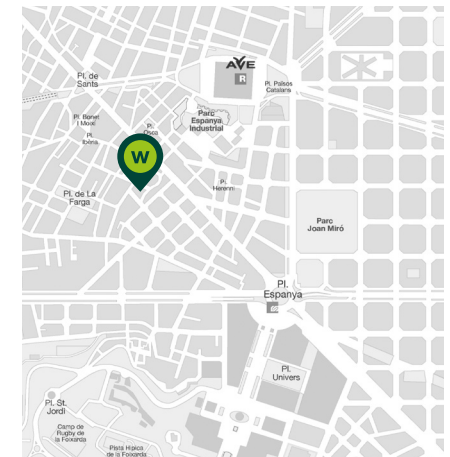 AVE
R
Pl. de
Sants
Pl. Països
Catalans
Parc
Espanya
Industrial
Pl. Bonet
i Moxi
Pl.
Osca
Pl.
Ibèria
W
Pl.
Herenni
Pl. de La
Farga
Parc
Joan Miró
Pl.
Espanya
Pl.
Univers
Pl. St.
Jordi
Camp de
Rugby de
la Foixarda
Pista Hípica
de la Foixarda